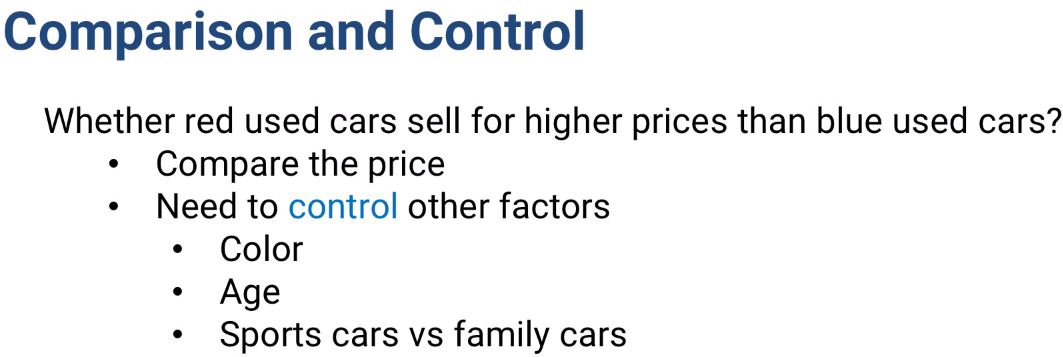 Comparison and Control
Whether red used cars sell for higher prices than blue used cars?
• Compare the price
• Need to control other factors
• Color
• Age
• Sports cars vs family cars